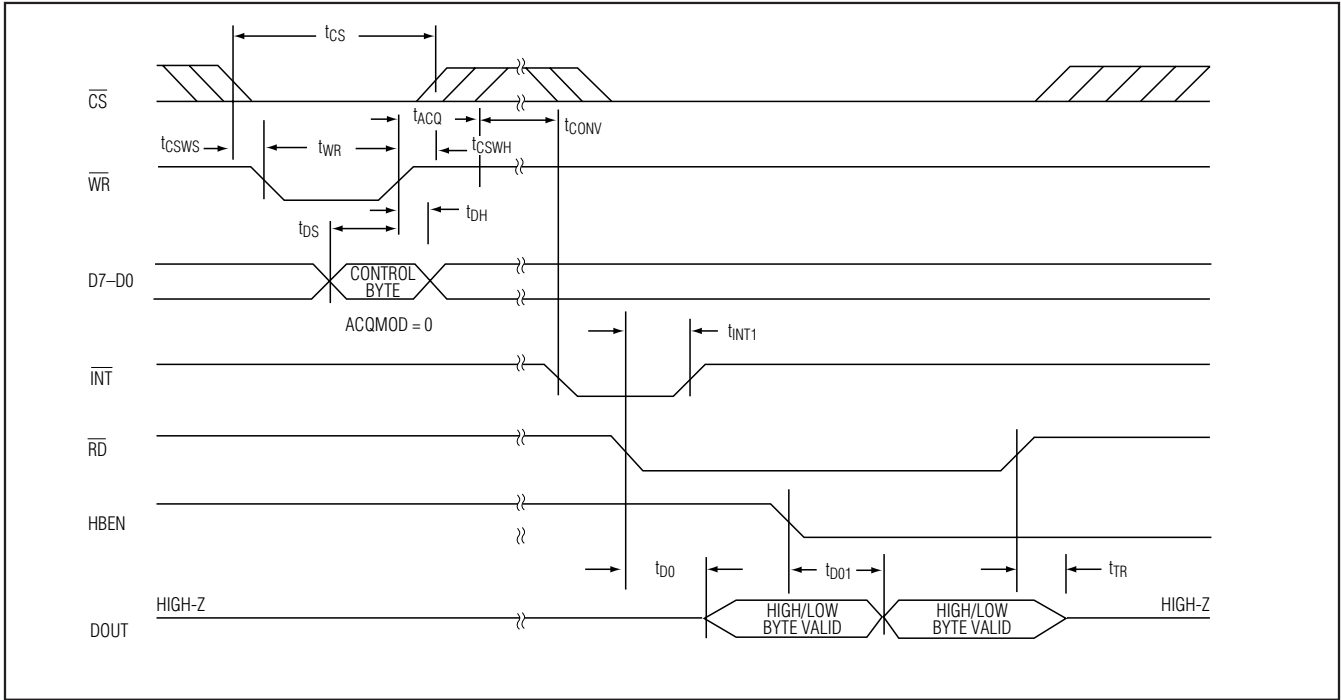 tCS
CS
tACQ
tCONV
tCSWS
tWR
tCSWH
WR
tDH
tDS
D7–D0
CONTROL
BYTE
ACQMOD = 0
tINT1
INT
RD
HBEN
tD0
tD01
tTR
HIGH-Z
HIGH/LOW
BYTE VALID
HIGH/LOW
BYTE VALID
HIGH-Z
DOUT